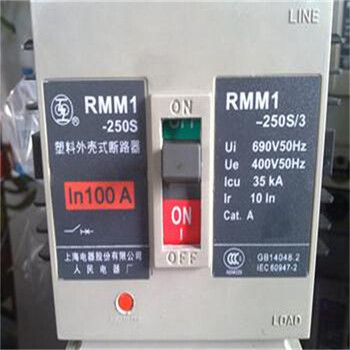 LINE
RMM1
-250S
塑料外壳式断路器
In100 A
上海电器股份有限公司
人民电器厂
ON
OFF
ON
I
OFF
RMM1
-250S/3
Ui 690V50Hz
Ue 400V50Hz
Icu 35 kA
Ir 10 In
Cat. A
GB14048.2
IEC60947-2
LOAD